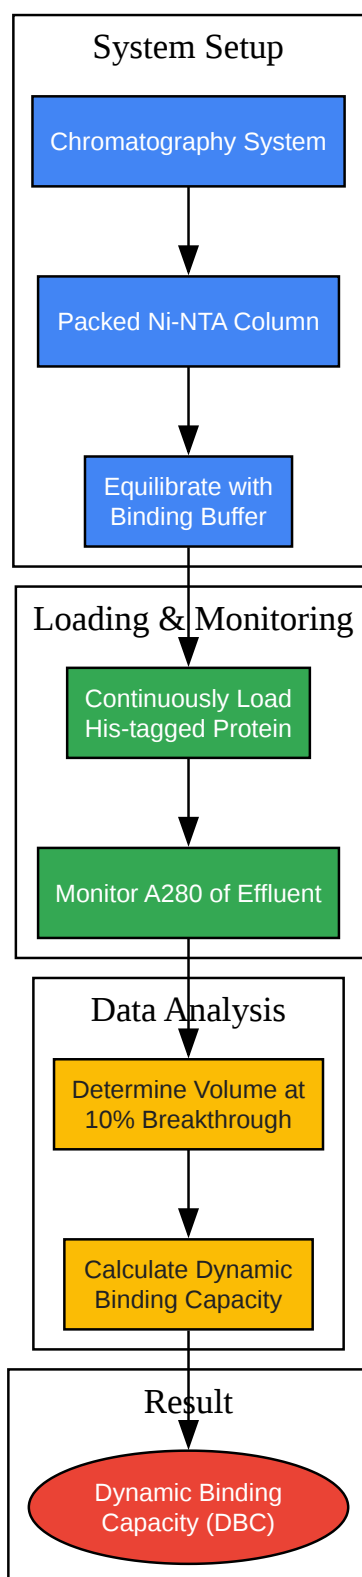 System Setup
Chromatography System
Packed Ni-NTA Column
Equilibrate with
Binding Buffer
Loading & Monitoring
Continuously Load
His-tagged Protein
Monitor A280 of Effluent
Data Analysis
Determine Volume at
10% Breakthrough
Calculate Dynamic
Binding Capacity
Result
Dynamic Binding
Capacity (DBC)